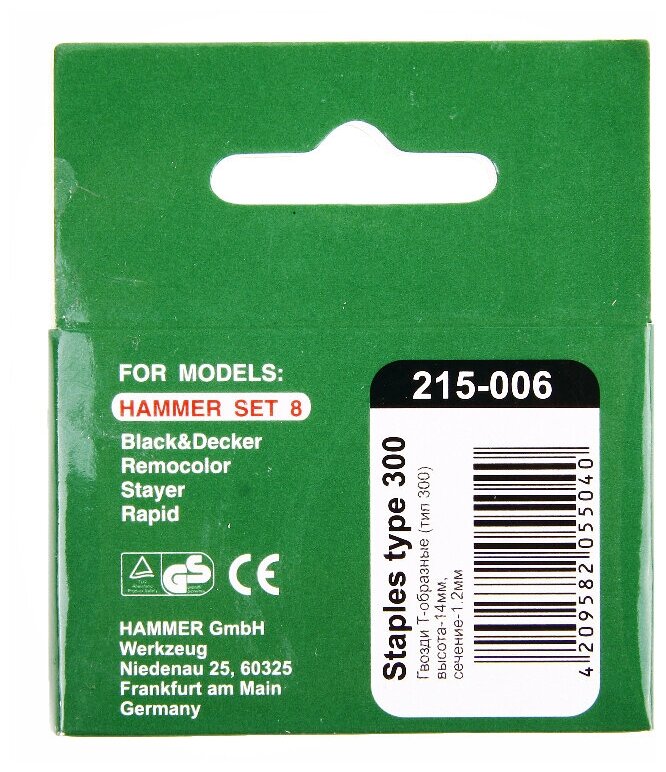 FOR MODELS:
HAMMER SET 8
Black&Decker
Remocolor
Stayer
Rapid
GS
CE
HAMMER GmbH
Werkzeug
Niedenau 25, 60325
Frankfurt am Main
Germany
215-006
Staples type 300
Гвозди Т-образные (тип 300)
высота-14мм,
сечение-1.2мм
4 209582 055040